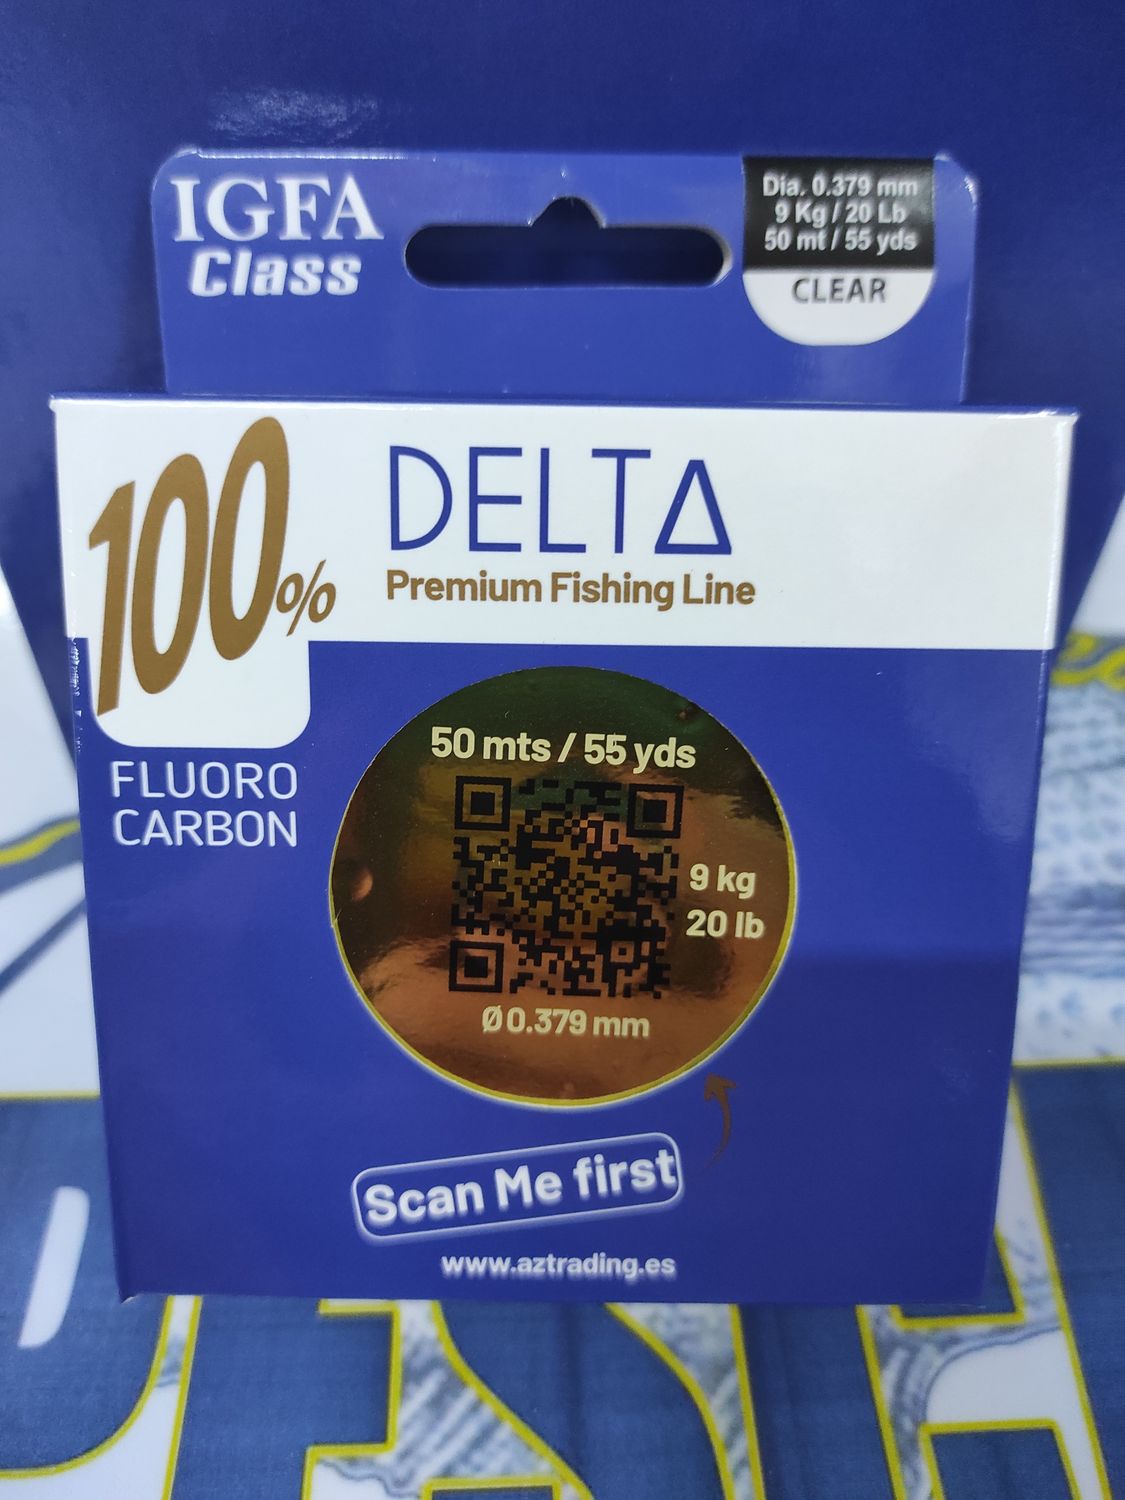 IGFA
Class
Dia. 0.379 mm
9 Kg / 20 Lb
50 mt / 55 yds
CLEAR
100%
FLUORO
CARBON
DELTA
Premium Fishing Line
50 mts / 55 yds
9 kg
20 lb
Ø 0.379 mm
Scan Me first
www.aztrading.es